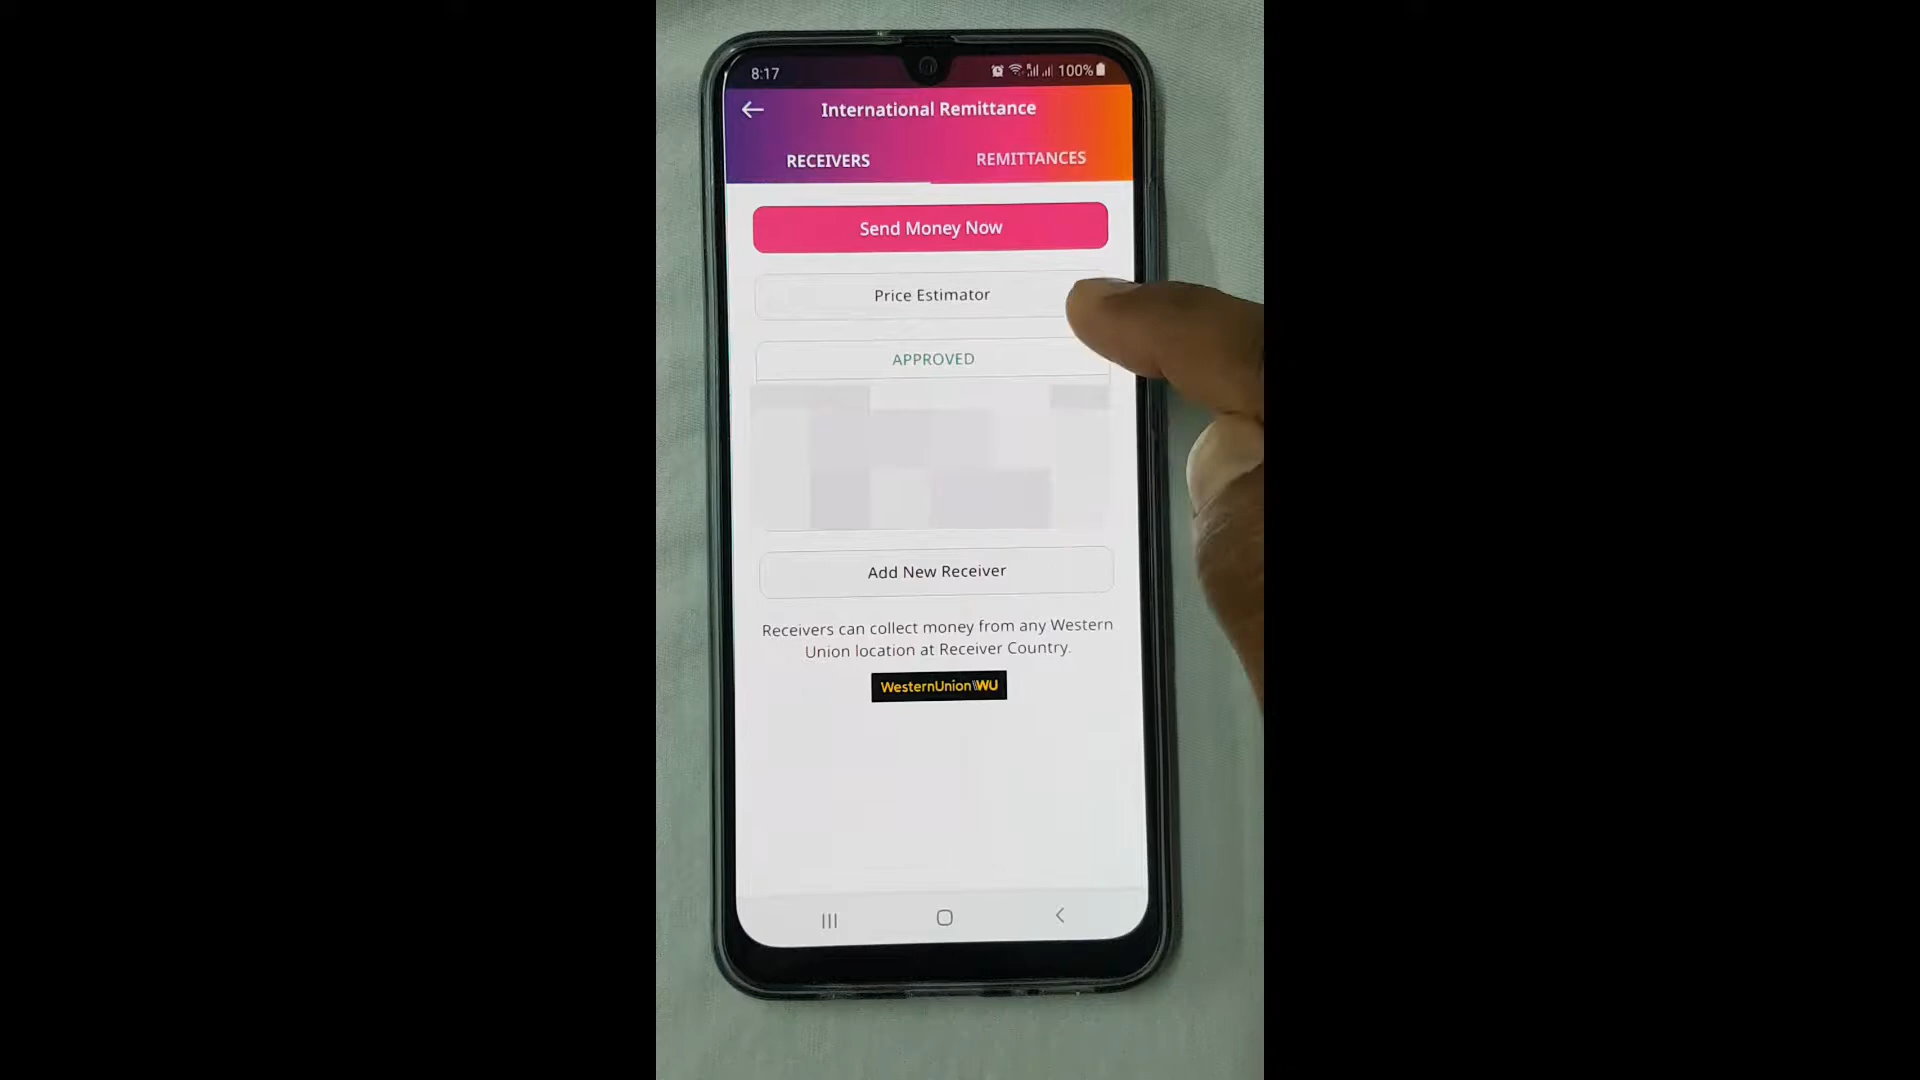 8:17
100%
International Remittance
RECEIVERS
REMITTANCES
Send Money Now
Price Estimator
APPROVED
Add New Receiver
Receivers can collect money from any Western
Union location at Receiver Country.
WesternUnion\\WU